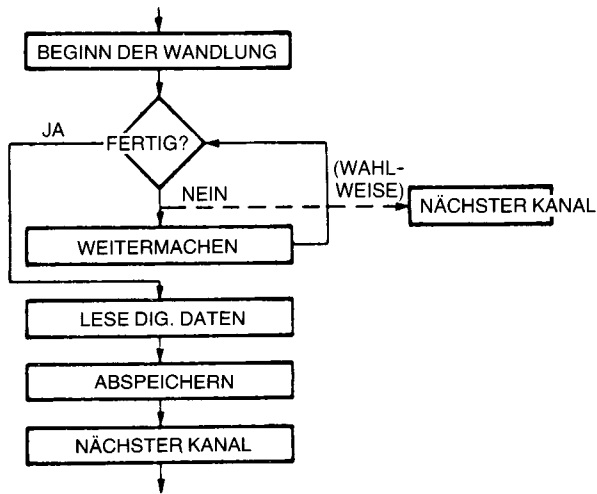 BEGINN DER WANDLUNG
JA
FERTIG?
(WAHL-
WEISE)
NEIN
NÄCHSTER KANAL
WEITERMACHEN
LESE DIG. DATEN
ABSPEICHERN
NÄCHSTER KANAL